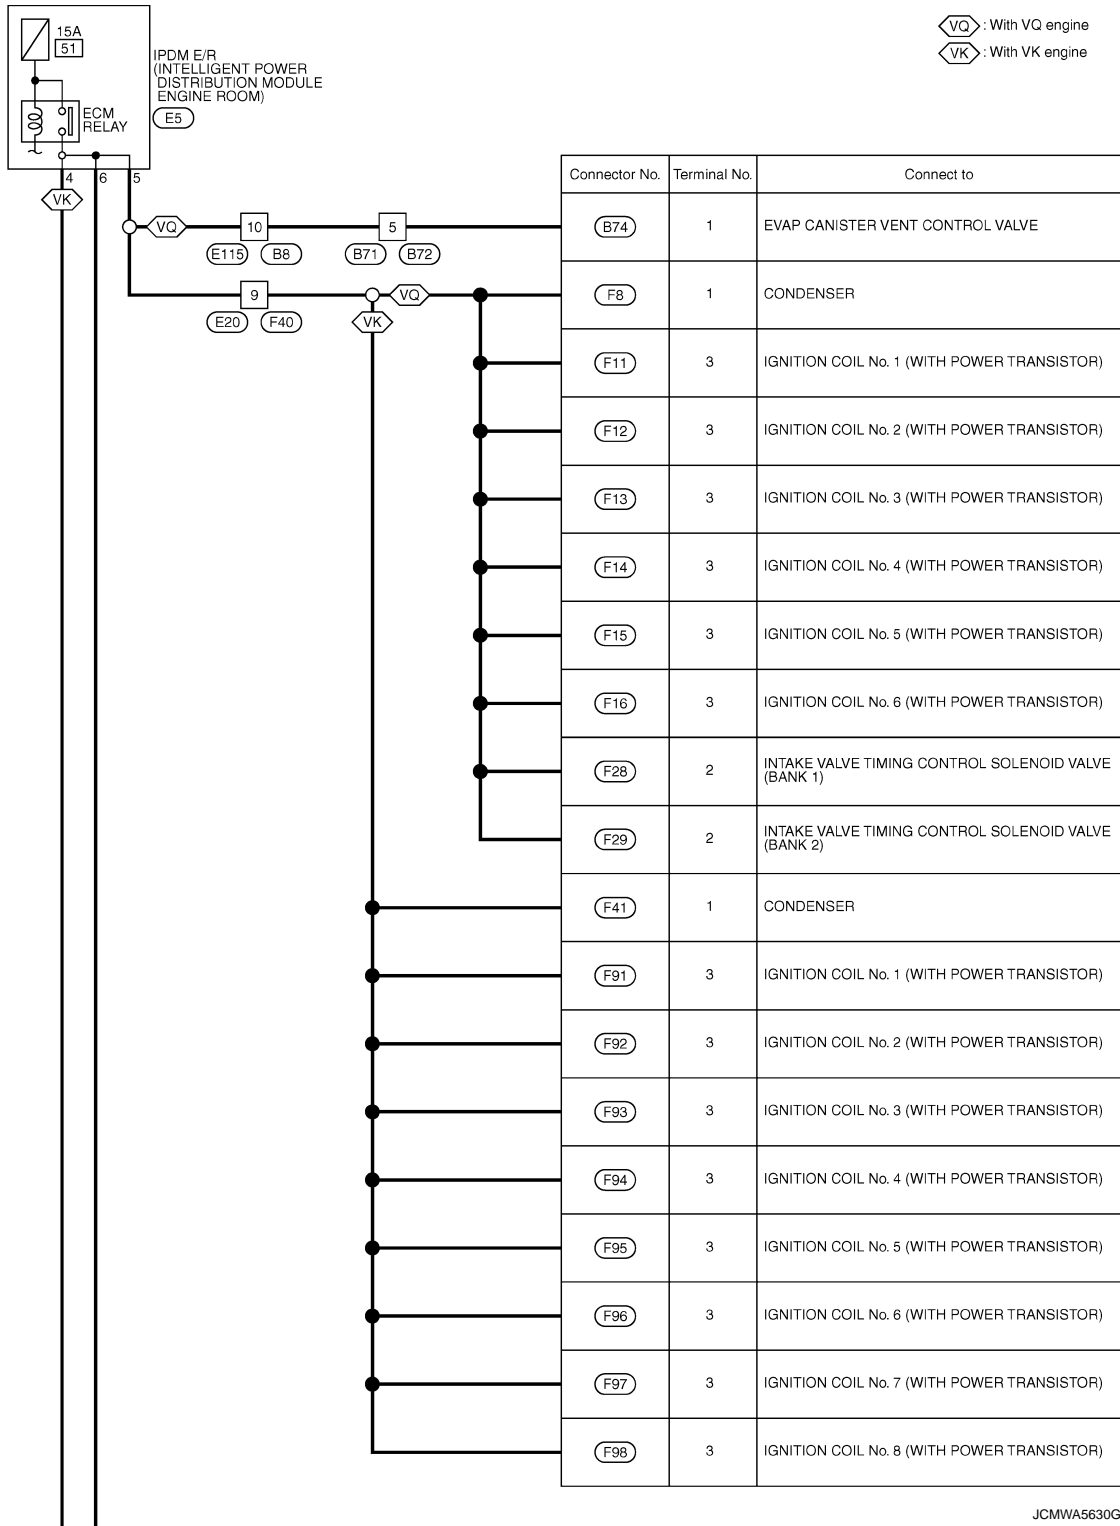 15A
51
IPDM E/R
(INTELLIGENT POWER
DISTRIBUTION MODULE
ENGINE ROOM)
E5
ECM
RELAY
VQ : With VQ engine
VK : With VK engine
4 6 5
VK
Connector No. Terminal No. Connect to
VQ 10 5
E115 B8 B71 B72
B74 1 EVAP CANISTER VENT CONTROL VALVE
9 VQ
E20 F40 VK
F8 1 CONDENSER
F11 3 IGNITION COIL No. 1 (WITH POWER TRANSISTOR)
F12 3 IGNITION COIL No. 2 (WITH POWER TRANSISTOR)
F13 3 IGNITION COIL No. 3 (WITH POWER TRANSISTOR)
F14 3 IGNITION COIL No. 4 (WITH POWER TRANSISTOR)
F15 3 IGNITION COIL No. 5 (WITH POWER TRANSISTOR)
F16 3 IGNITION COIL No. 6 (WITH POWER TRANSISTOR)
F28 2 INTAKE VALVE TIMING CONTROL SOLENOID VALVE
(BANK 1)
F29 2 INTAKE VALVE TIMING CONTROL SOLENOID VALVE
(BANK 2)
F41 1 CONDENSER
F91 3 IGNITION COIL No. 1 (WITH POWER TRANSISTOR)
F92 3 IGNITION COIL No. 2 (WITH POWER TRANSISTOR)
F93 3 IGNITION COIL No. 3 (WITH POWER TRANSISTOR)
F94 3 IGNITION COIL No. 4 (WITH POWER TRANSISTOR)
F95 3 IGNITION COIL No. 5 (WITH POWER TRANSISTOR)
F96 3 IGNITION COIL No. 6 (WITH POWER TRANSISTOR)
F97 3 IGNITION COIL No. 7 (WITH POWER TRANSISTOR)
F98 3 IGNITION COIL No. 8 (WITH POWER TRANSISTOR)
JCMWA5630G